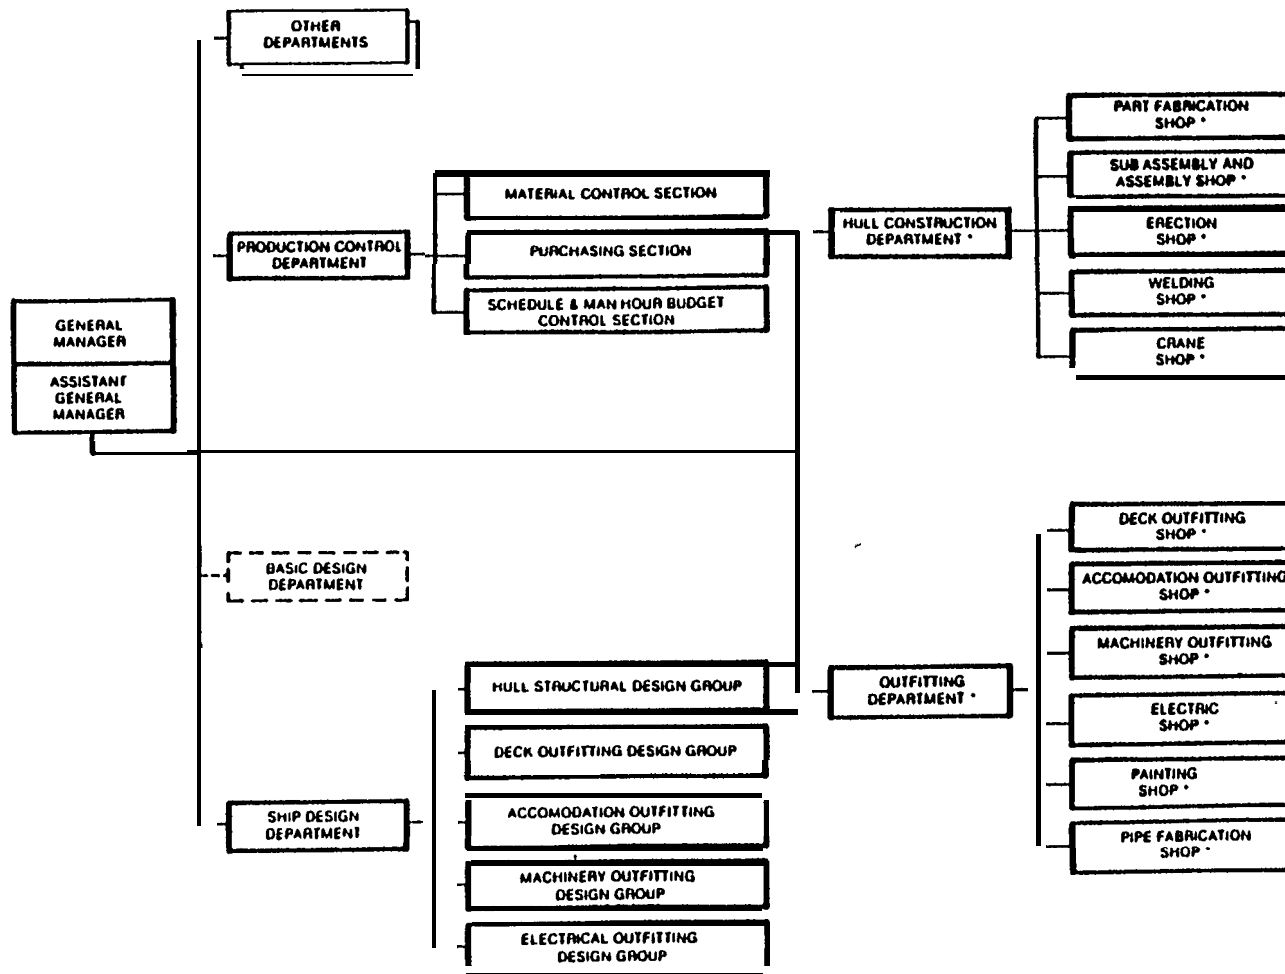 GENERAL
MANAGER
ASSISTANT
GENERAL
MANAGER
OTHER
DEPARTMENTS
PRODUCTION CONTROL
DEPARTMENT
MATERIAL CONTROL SECTION
PURCHASING SECTION
SCHEDULE & MAN HOUR BUDGET
CONTROL SECTION
BASIC DESIGN
DEPARTMENT
SHIP DESIGN
DEPARTMENT
HULL STRUCTURAL DESIGN GROUP
DECK OUTFITTING DESIGN GROUP
ACCOMODATION OUTFITTING
DESIGN GROUP
MACHINERY OUTFITTING
DESIGN GROUP
ELECTRICAL OUTFITTING
DESIGN GROUP
HULL CONSTRUCTION
DEPARTMENT *
PART FABRICATION
SHOP *
SUB ASSEMBLY AND
ASSEMBLY SHOP *
ERECTION
SHOP *
WELDING
SHOP *
CRANE
SHOP *
OUTFITTING
DEPARTMENT *
DECK OUTFITTING
SHOP *
ACCOMODATION OUTFITTING
SHOP *
MACHINERY OUTFITTING
SHOP *
ELECTRIC
SHOP *
PAINTING
SHOP *
PIPE FABRICATION
SHOP *